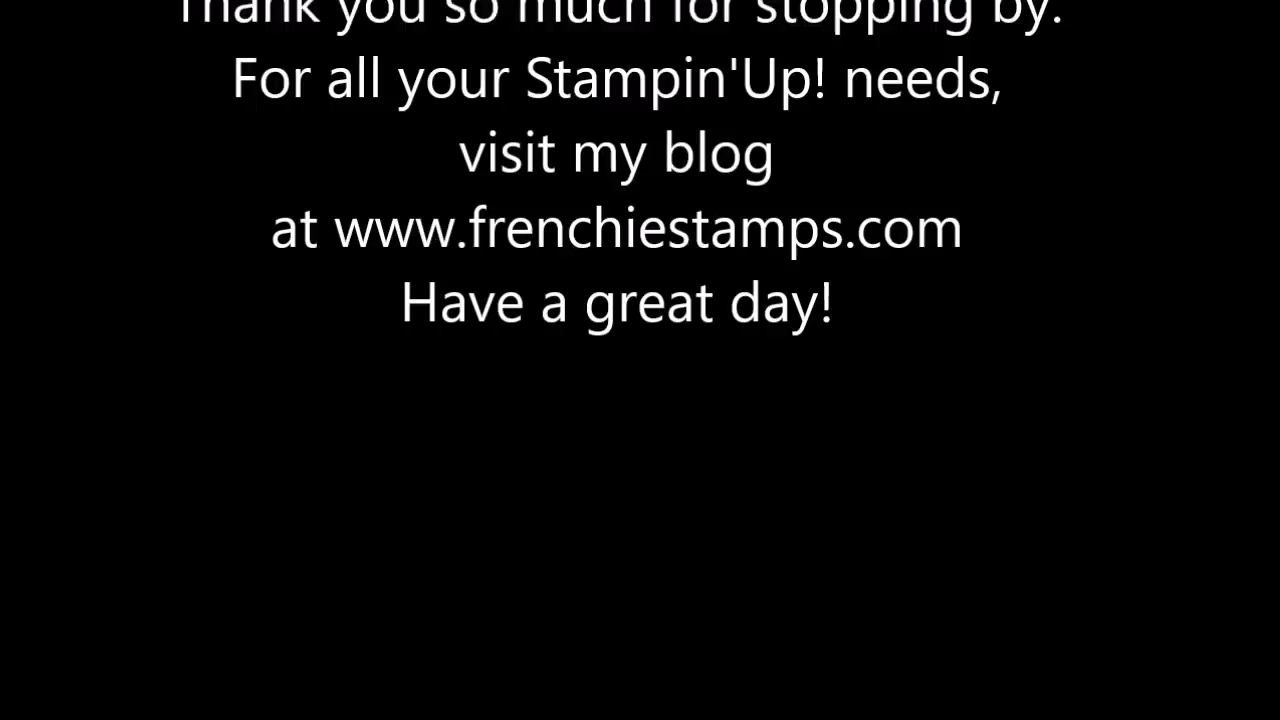 Thank you so much for stopping by.
For all your Stampin'Up! needs,
visit my blog
at www.frenchiestamps.com
Have a great day!